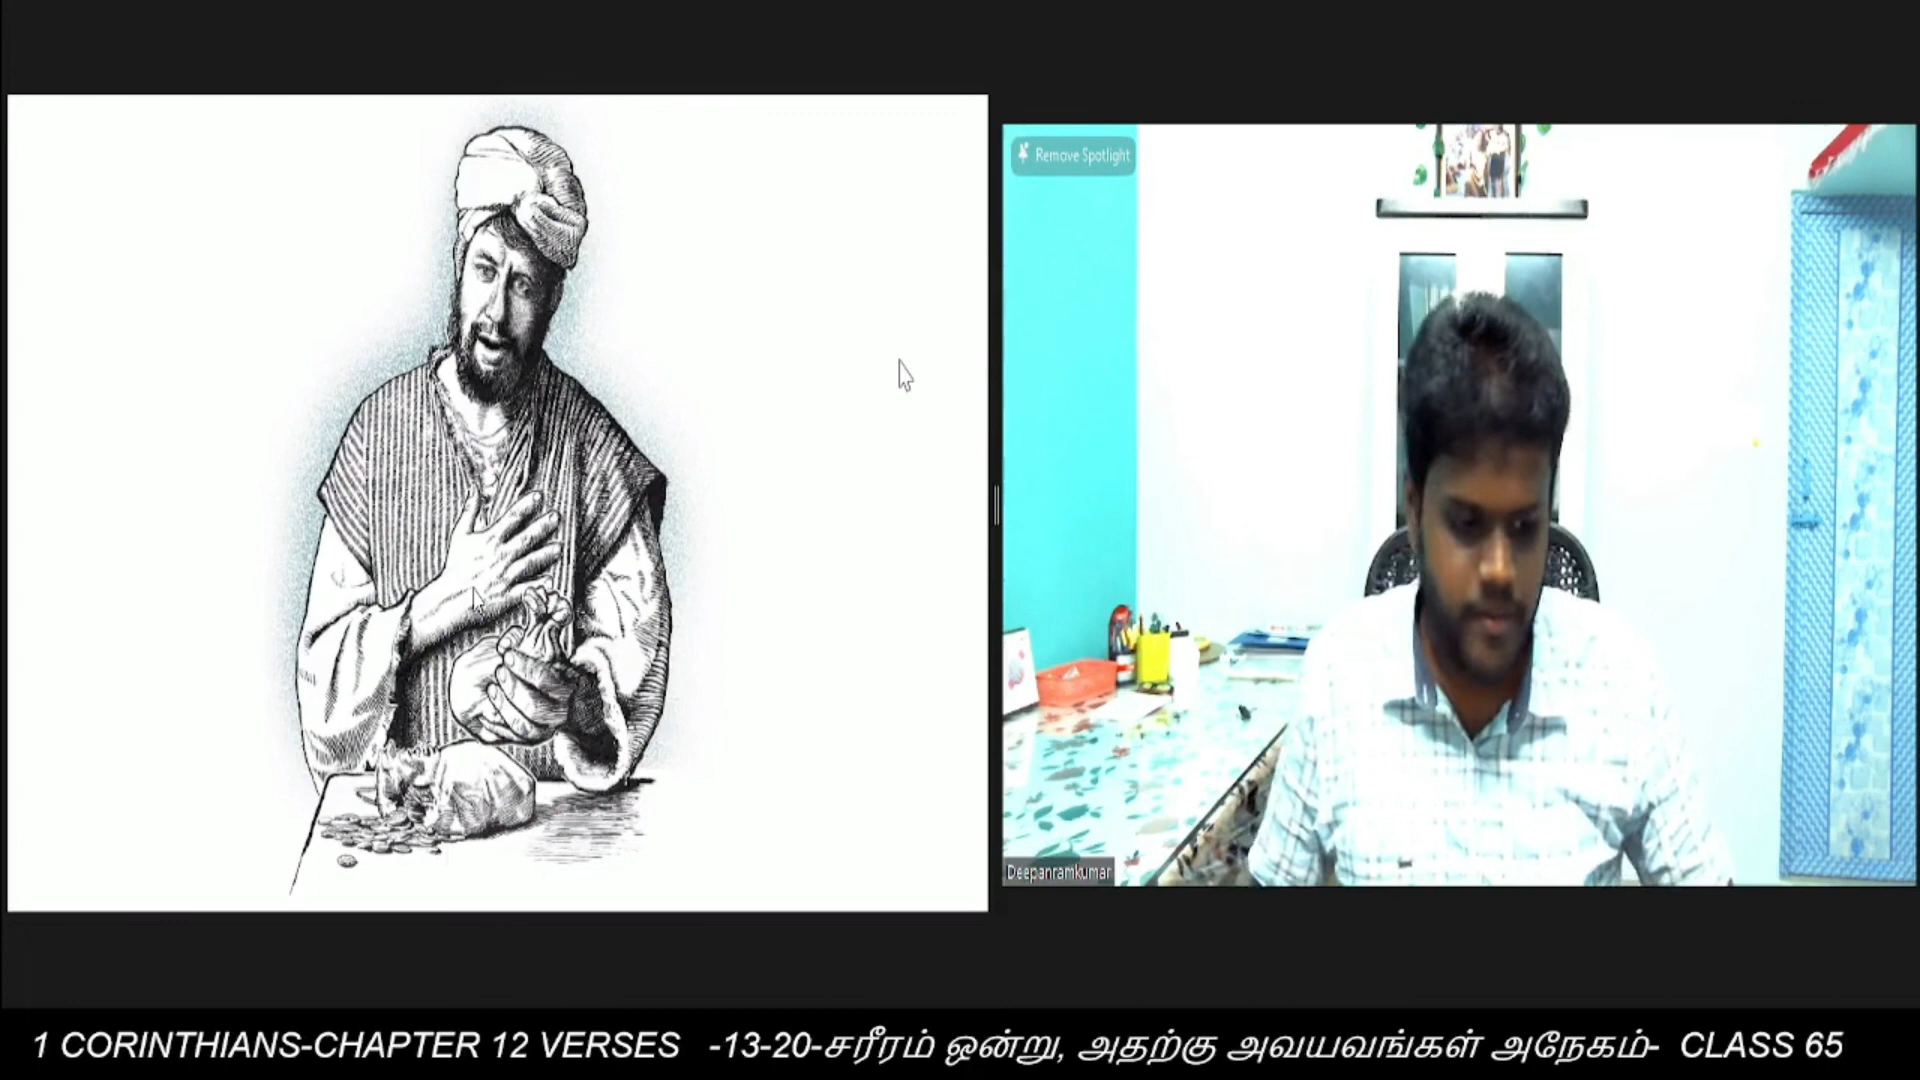 Remove Spotlight
Deepanramkumar
1 CORINTHIANS-CHAPTER 12 VERSES -13-20-சரீரம் ஒன்று, அதற்கு அவயவங்கள் அநேகம்- CLASS 65